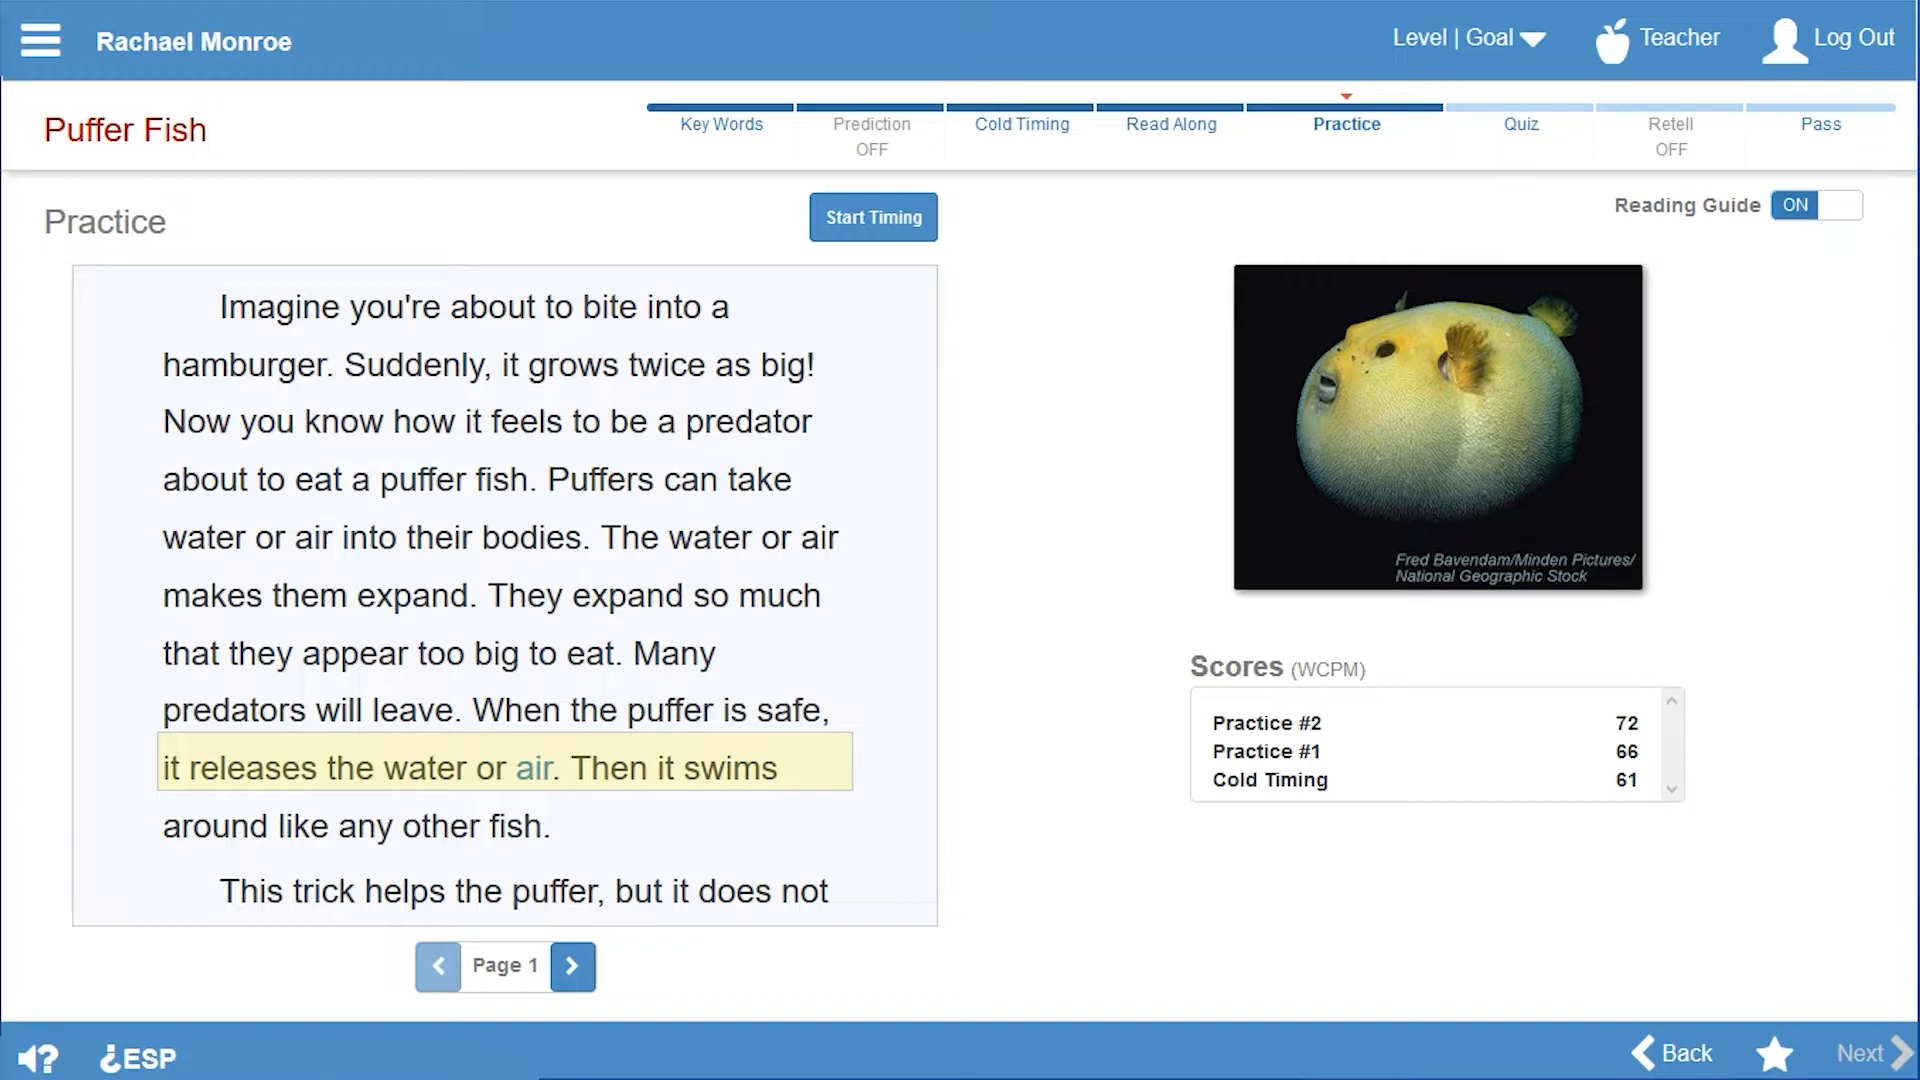 Rachael Monroe
Level | Goal
Teacher
Log Out
Puffer Fish
Key Words
Prediction
OFF
Cold Timing
Read Along
Practice
Quiz
Retell
OFF
Pass
Practice
Start Timing
Reading Guide
ON
Imagine you're about to bite into a
hamburger. Suddenly, it grows twice as big!
Now you know how it feels to be a predator
about to eat a puffer fish. Puffers can take
water or air into their bodies. The water or air
makes them expand. They expand so much
that they appear too big to eat. Many
predators will leave. When the puffer is safe,
it releases the water or air. Then it swims
around like any other fish.
This trick helps the puffer, but it does not
Page 1
Fred Bavendam/Minden Pictures/
National Geographic Stock
Scores (WCPM)
Practice #2 72
Practice #1 66
Cold Timing 61
?
¿ESP
Back
Next